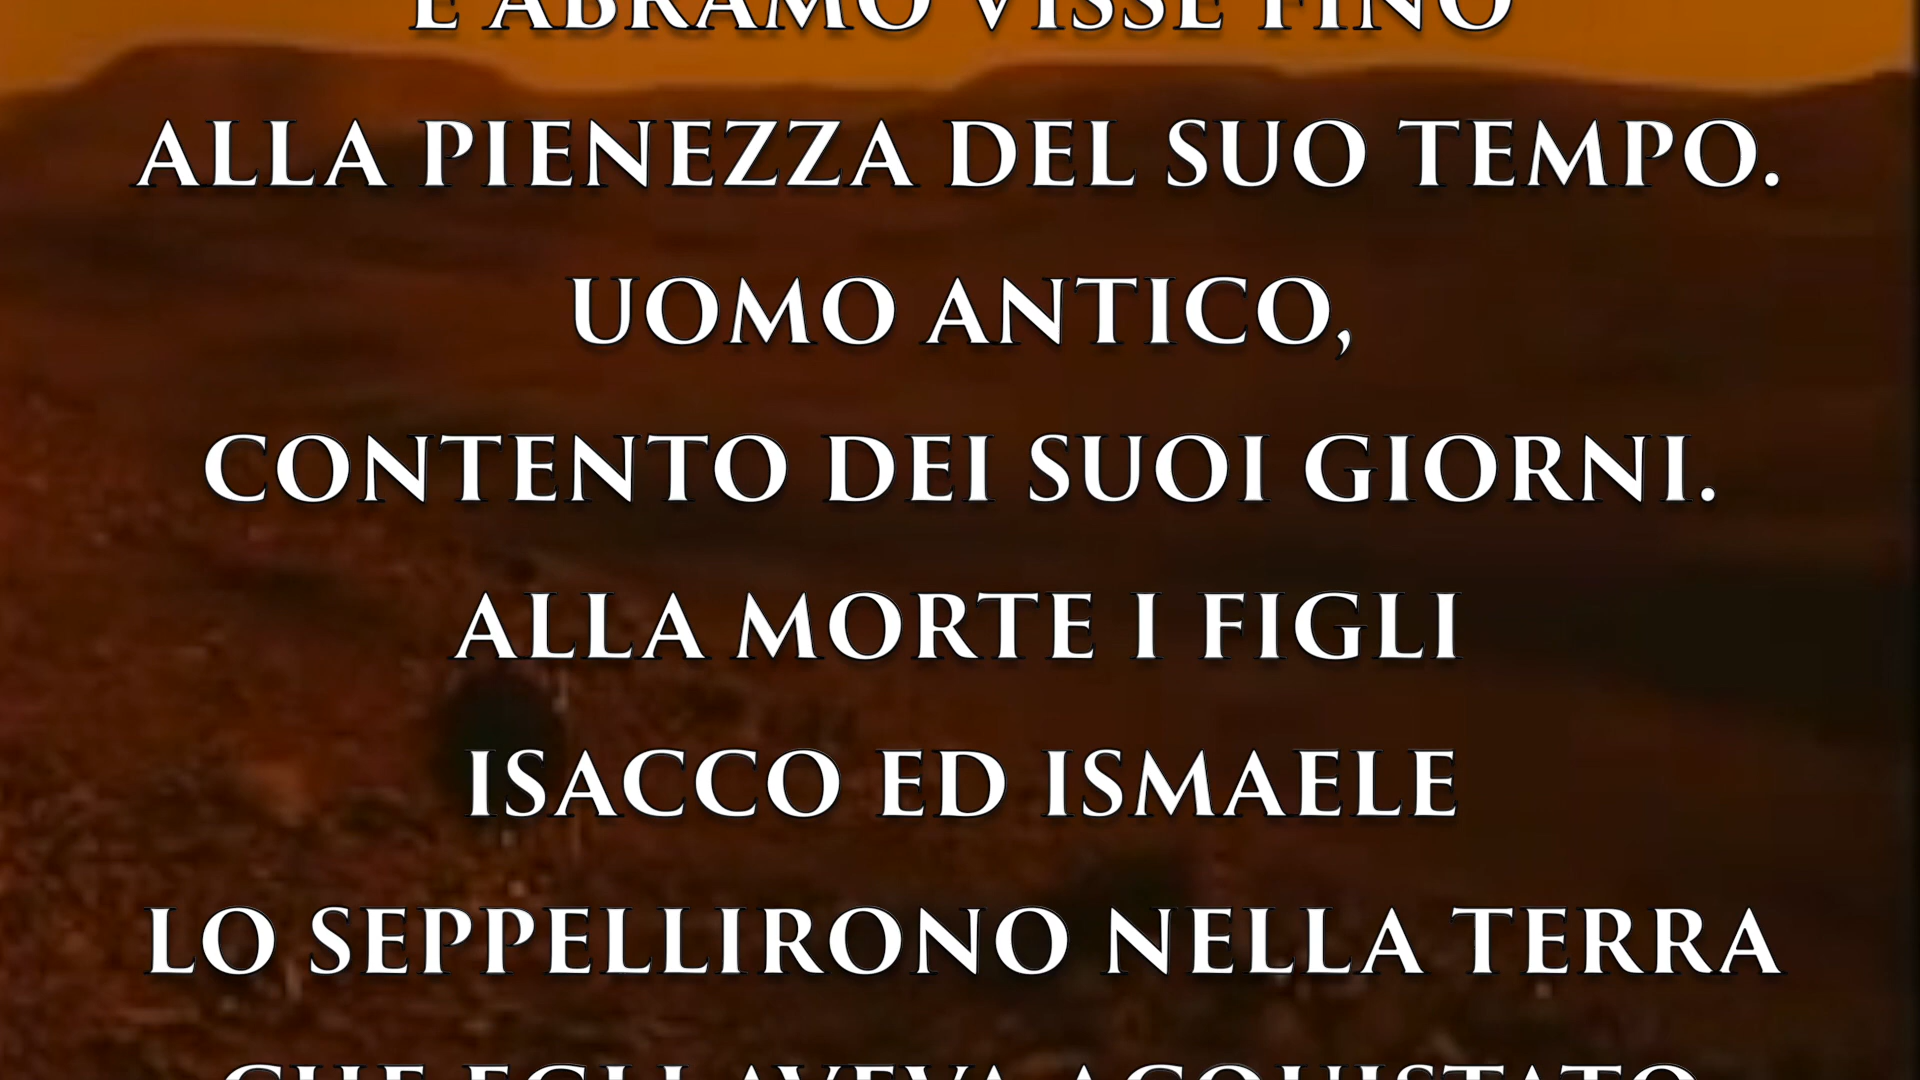 E ABRAMO VISSE FINO
ALLA PIENEZZA DEL SUO TEMPO.
UOMO ANTICO,
CONTENTO DEI SUOI GIORNI.
ALLA MORTE I FIGLI
ISACCO ED ISMAELE
LO SEPPELLIRONO NELLA TERRA
CHE EGLI AVEVA ACQUISTATO